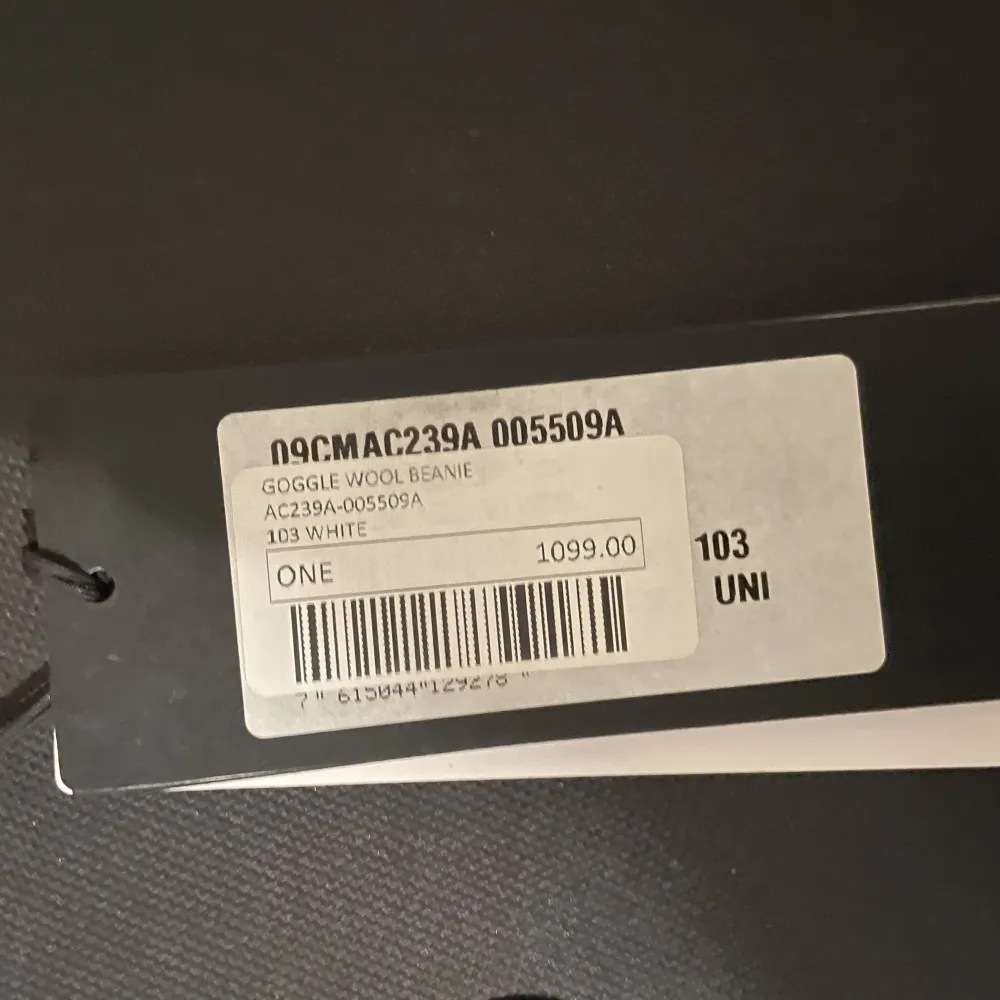 09CMAC239A 005509A
GOGGLE WOOL BEANIE
AC239A-005509A
103 WHITE
ONE 1099.00
103
UNI
7 615044 129278